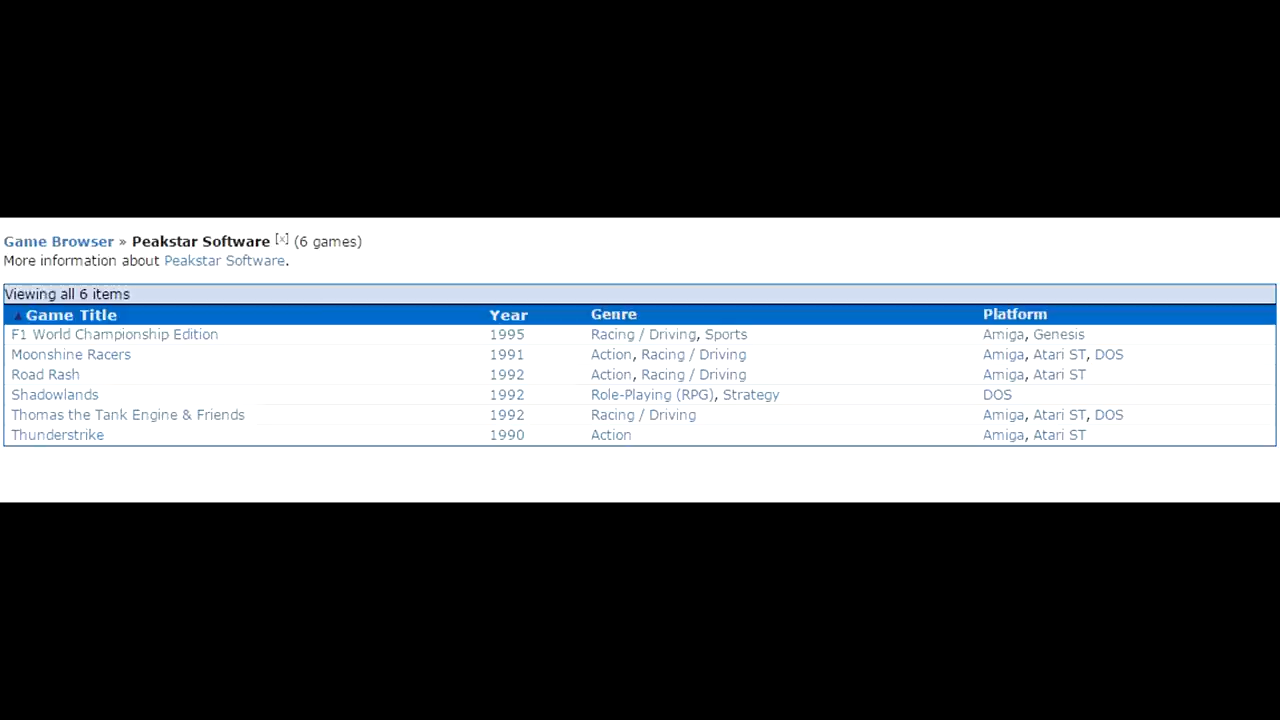 Game Browser » Peakstar Software [x] (6 games)
More information about Peakstar Software.
Viewing all 6 items
▲Game Title Year Genre Platform
F1 World Championship Edition 1995 Racing / Driving, Sports Amiga, Genesis
Moonshine Racers 1991 Action, Racing / Driving Amiga, Atari ST, DOS
Road Rash 1992 Action, Racing / Driving Amiga, Atari ST
Shadowlands 1992 Role-Playing (RPG), Strategy DOS
Thomas the Tank Engine & Friends 1992 Racing / Driving Amiga, Atari ST, DOS
Thunderstrike 1990 Action Amiga, Atari ST